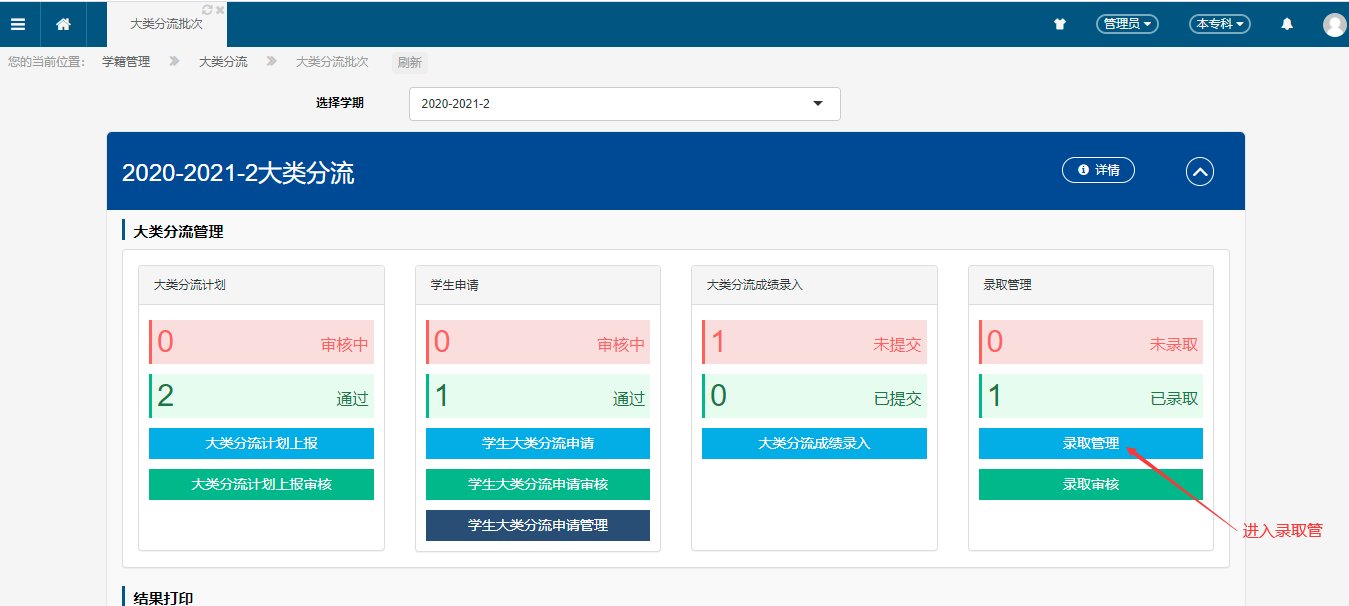 大类分流批次
管理员
本专科
您的当前位置:
学籍管理
大类分流
大类分流批次
刷新
选择学期
2020-2021-2
2020-2021-2大类分流
详情
大类分流管理
大类分流计划
0 审核中
2 通过
大类分流计划上报
大类分流计划上报审核
学生申请
0 审核中
1 通过
学生大类分流申请
学生大类分流申请审核
学生大类分流申请管理
大类分流成绩录入
1 未提交
0 已提交
大类分流成绩录入
录取管理
0 未录取
1 已录取
录取管理
录取审核
进入录取管
结果打印